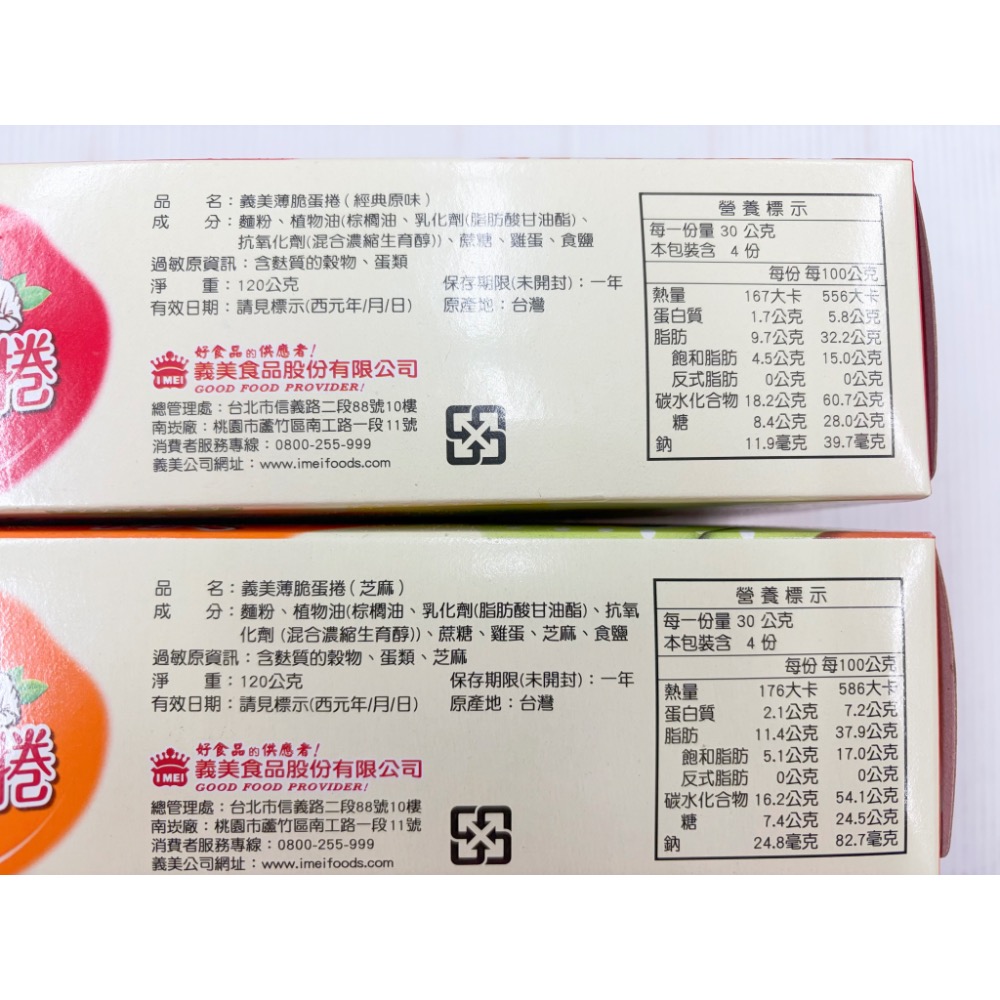 捲
品　　名：義美薄脆蛋捲(經典原味)
成　　分：麵粉、植物油(棕櫚油、乳化劑(脂肪酸甘油酯)、
抗氧化劑(混合濃縮生育醇))、蔗糖、雞蛋、食鹽
過敏原資訊：含麩質的穀物、蛋類
淨　　重：120公克　保存期限(未開封)：一年
有效日期：請見標示(西元年/月/日)　原產地：台灣
好食品的供應者!
I MEI 義美食品股份有限公司
GOOD FOOD PROVIDER!
總管理處：台北市信義路二段88號10樓
南崁廠：桃園市蘆竹區南工路一段11號
消費者服務專線：0800-255-999
義美公司網址：www.imeifoods.com
營養標示
每一份量 30 公克
本包裝含 4 份
每份 每100公克
熱量 167大卡 556大卡
蛋白質 1.7公克 5.8公克
脂肪 9.7公克 32.2公克
飽和脂肪 4.5公克 15.0公克
反式脂肪 0公克 0公克
碳水化合物 18.2公克 60.7公克
糖 8.4公克 28.0公克
鈉 11.9毫克 39.7毫克
捲
品　　名：義美薄脆蛋捲(芝麻)
成　　分：麵粉、植物油(棕櫚油、乳化劑(脂肪酸甘油酯)、抗氧
化劑 (混合濃縮生育醇))、蔗糖、雞蛋、芝麻、食鹽
過敏原資訊：含麩質的穀物、蛋類、芝麻
淨　　重：120公克　保存期限(未開封)：一年
有效日期：請見標示(西元年/月/日)　原產地：台灣
好食品的供應者!
I MEI 義美食品股份有限公司
GOOD FOOD PROVIDER!
總管理處：台北市信義路二段88號10樓
南崁廠：桃園市蘆竹區南工路一段11號
消費者服務專線：0800-255-999
義美公司網址：www.imeifoods.com
營養標示
每一份量 30 公克
本包裝含 4 份
每份 每100公克
熱量 176大卡 586大卡
蛋白質 2.1公克 7.2公克
脂肪 11.4公克 37.9公克
飽和脂肪 5.1公克 17.0公克
反式脂肪 0公克 0公克
碳水化合物 16.2公克 54.1公克
糖 7.4公克 24.5公克
鈉 24.8毫克 82.7毫克